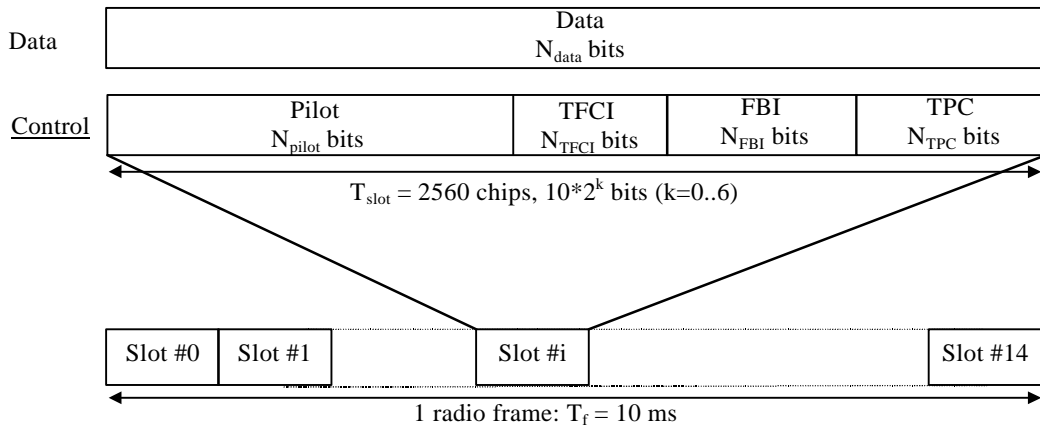 Data
Data
N_data bits
Control
Pilot
N_pilot bits
TFCI
N_TFCI bits
FBI
N_FBI bits
TPC
N_TPC bits
T_slot = 2560 chips, 10*2^k bits (k=0..6)
Slot #0
Slot #1
Slot #i
Slot #14
1 radio frame: T_f = 10 ms